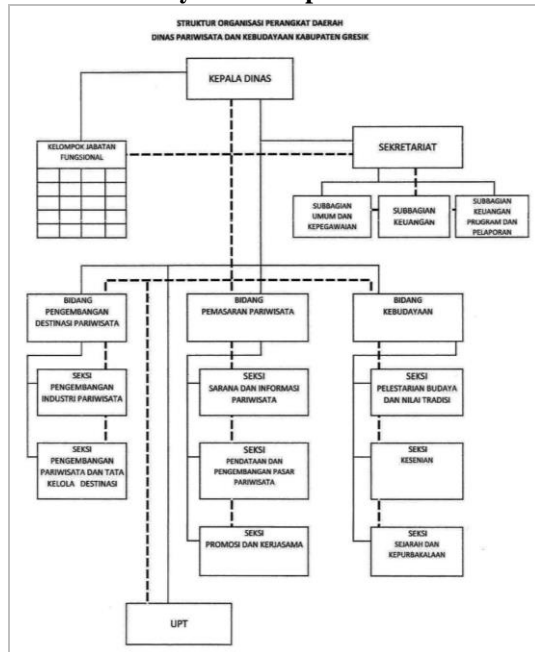 STRUKTUR ORGANISASI PERANGKAT DAERAH
DINAS PARIWISATA DAN KEBUDAYAAN KABUPATEN GRESIK
KEPALA DINAS
KELOMPOK JABATAN
FUNGSIONAL
SEKRETARIAT
SUBBAGIAN
UMUM DAN
KEPEGAWAIAN
SUBBAGIAN
KEUANGAN
SUBBAGIAN
KEUANGAN
PRUGRAM DAN
PELAPORAN
BIDANG
PENGEMBANGAN
DESTINASI PARIWISATA
BIDANG
PEMASARAN PARIWISATA
BIDANG
KEBUDAYAAN
SEKSI
PENGEMBANGAN
INDUSTRI PARIWISATA
SEKSI
SARANA DAN INFORMASI
PARIWISATA
SEKSI
PELESTARIAN BUDAYA
DAN NILAI TRADISI
SEKSI
PENGEMBANGAN
PARIWISATA DAN TATA
KELOLA DESTINASI
SEKSI
PENDATAAN DAN
PENGEMBANGAN PASAR
PARIWISATA
SEKSI
KESENIAN
SEKSI
PROMOSI DAN KERJASAMA
SEKSI
SEJARAH DAN
KEPURBAKALAAN
UPT